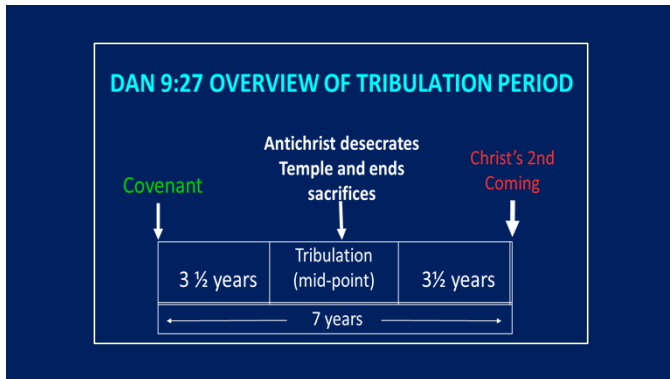 DAN 9:27 OVERVIEW OF TRIBULATION PERIOD
Antichrist desecrates
Temple and ends
sacrifices
Christ's 2nd
Coming
Covenant
3 ½ years
Tribulation
(mid-point)
3½ years
7 years